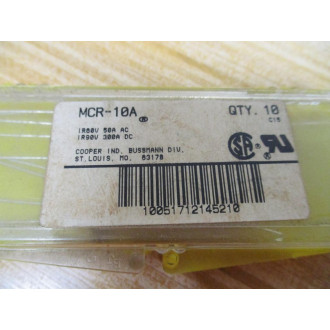 MCR-10A ® QTY. 10
C15
IR60V 50A AC
IR90V 300A DC
COOPER IND. BUSSMANN DIV.
ST.LOUIS, MO. 63178
10051712145210